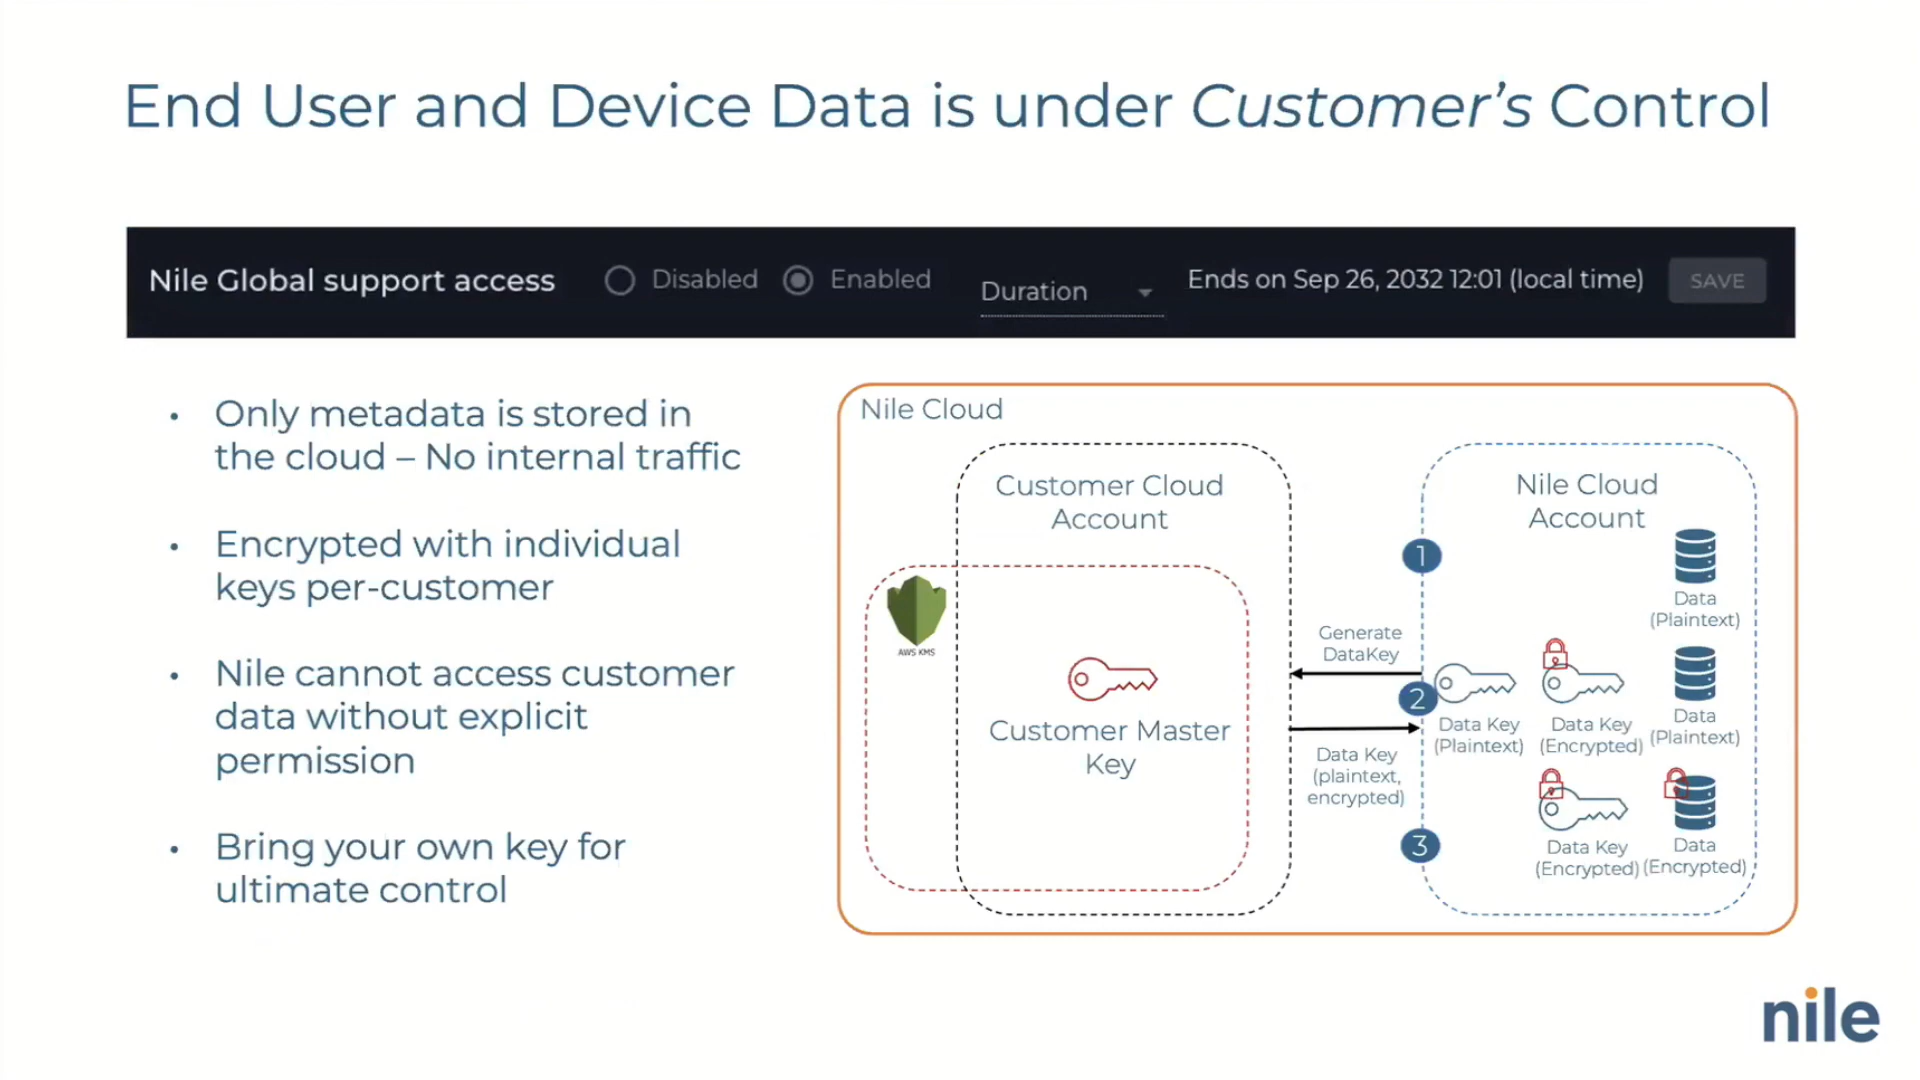 End User and Device Data is under Customer's Control
Nile Global support access
Disabled
Enabled
Duration
Ends on Sep 26, 2032 12:01 (local time)
SAVE
• Only metadata is stored in
the cloud – No internal traffic
• Encrypted with individual
keys per-customer
• Nile cannot access customer
data without explicit
permission
• Bring your own key for
ultimate control
Nile Cloud
Customer Cloud
Account
AWS KMS
Customer Master
Key
Generate
DataKey
Data Key
(plaintext,
encrypted)
Nile Cloud
Account
1
Data
(Plaintext)
2
Data Key
(Plaintext)
Data Key
(Encrypted)
Data
(Plaintext)
3
Data Key
(Encrypted)
Data
(Encrypted)
nile